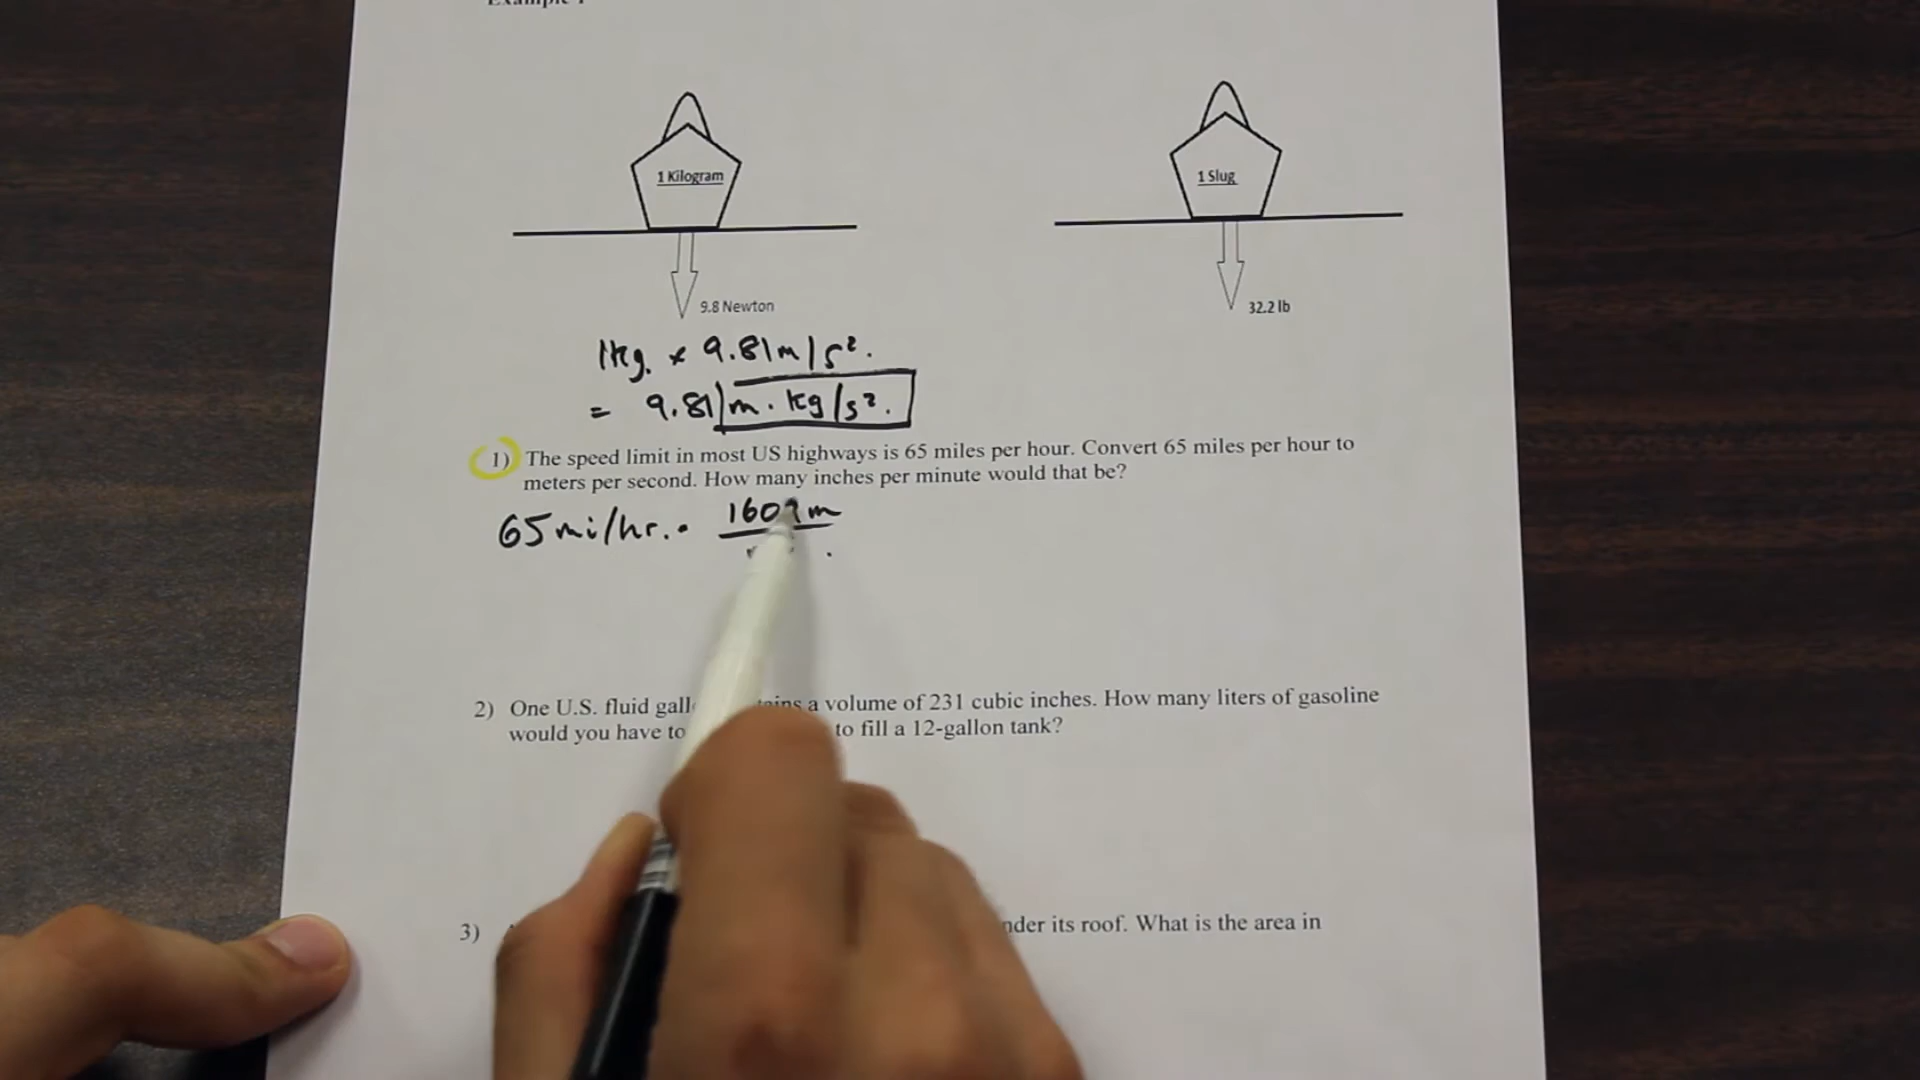 1 Kilogram
1 Slug
9.8 Newton
32.2 lb
1kg. × 9.81m/s².
= 9.81 m. kg/s².
1) The speed limit in most US highways is 65 miles per hour. Convert 65 miles per hour to
meters per second. How many inches per minute would that be?
65mi/hr. • 1609m
2) One U.S. fluid a volume of 231 cubic inches. How many liters of gasoline
would you have to to fill a 12-gallon tank?
3) its roof. What is the area in